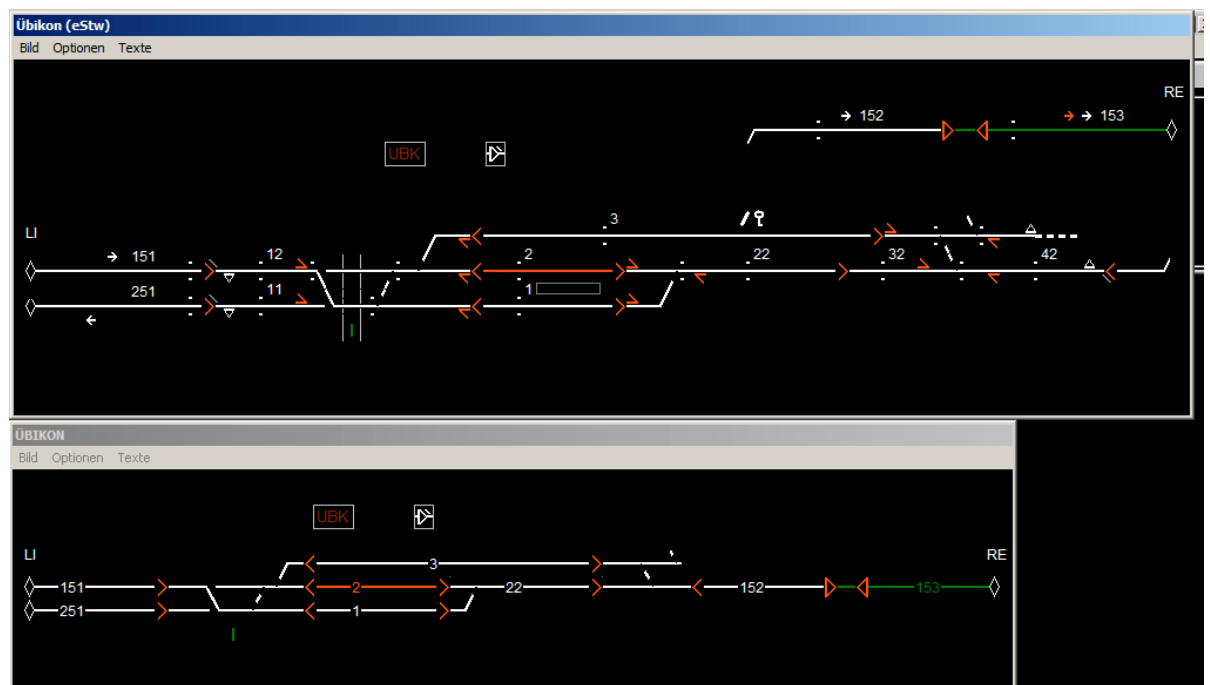 Übikon (eStw)
Bild Optionen Texte
RE
152 153
UBK
3
LI
151 12 2 22 32 42
251 11 1
ÜBIKON
Bild Optionen Texte
UBK
LI RE
3
151 2 22 152 153
251 1